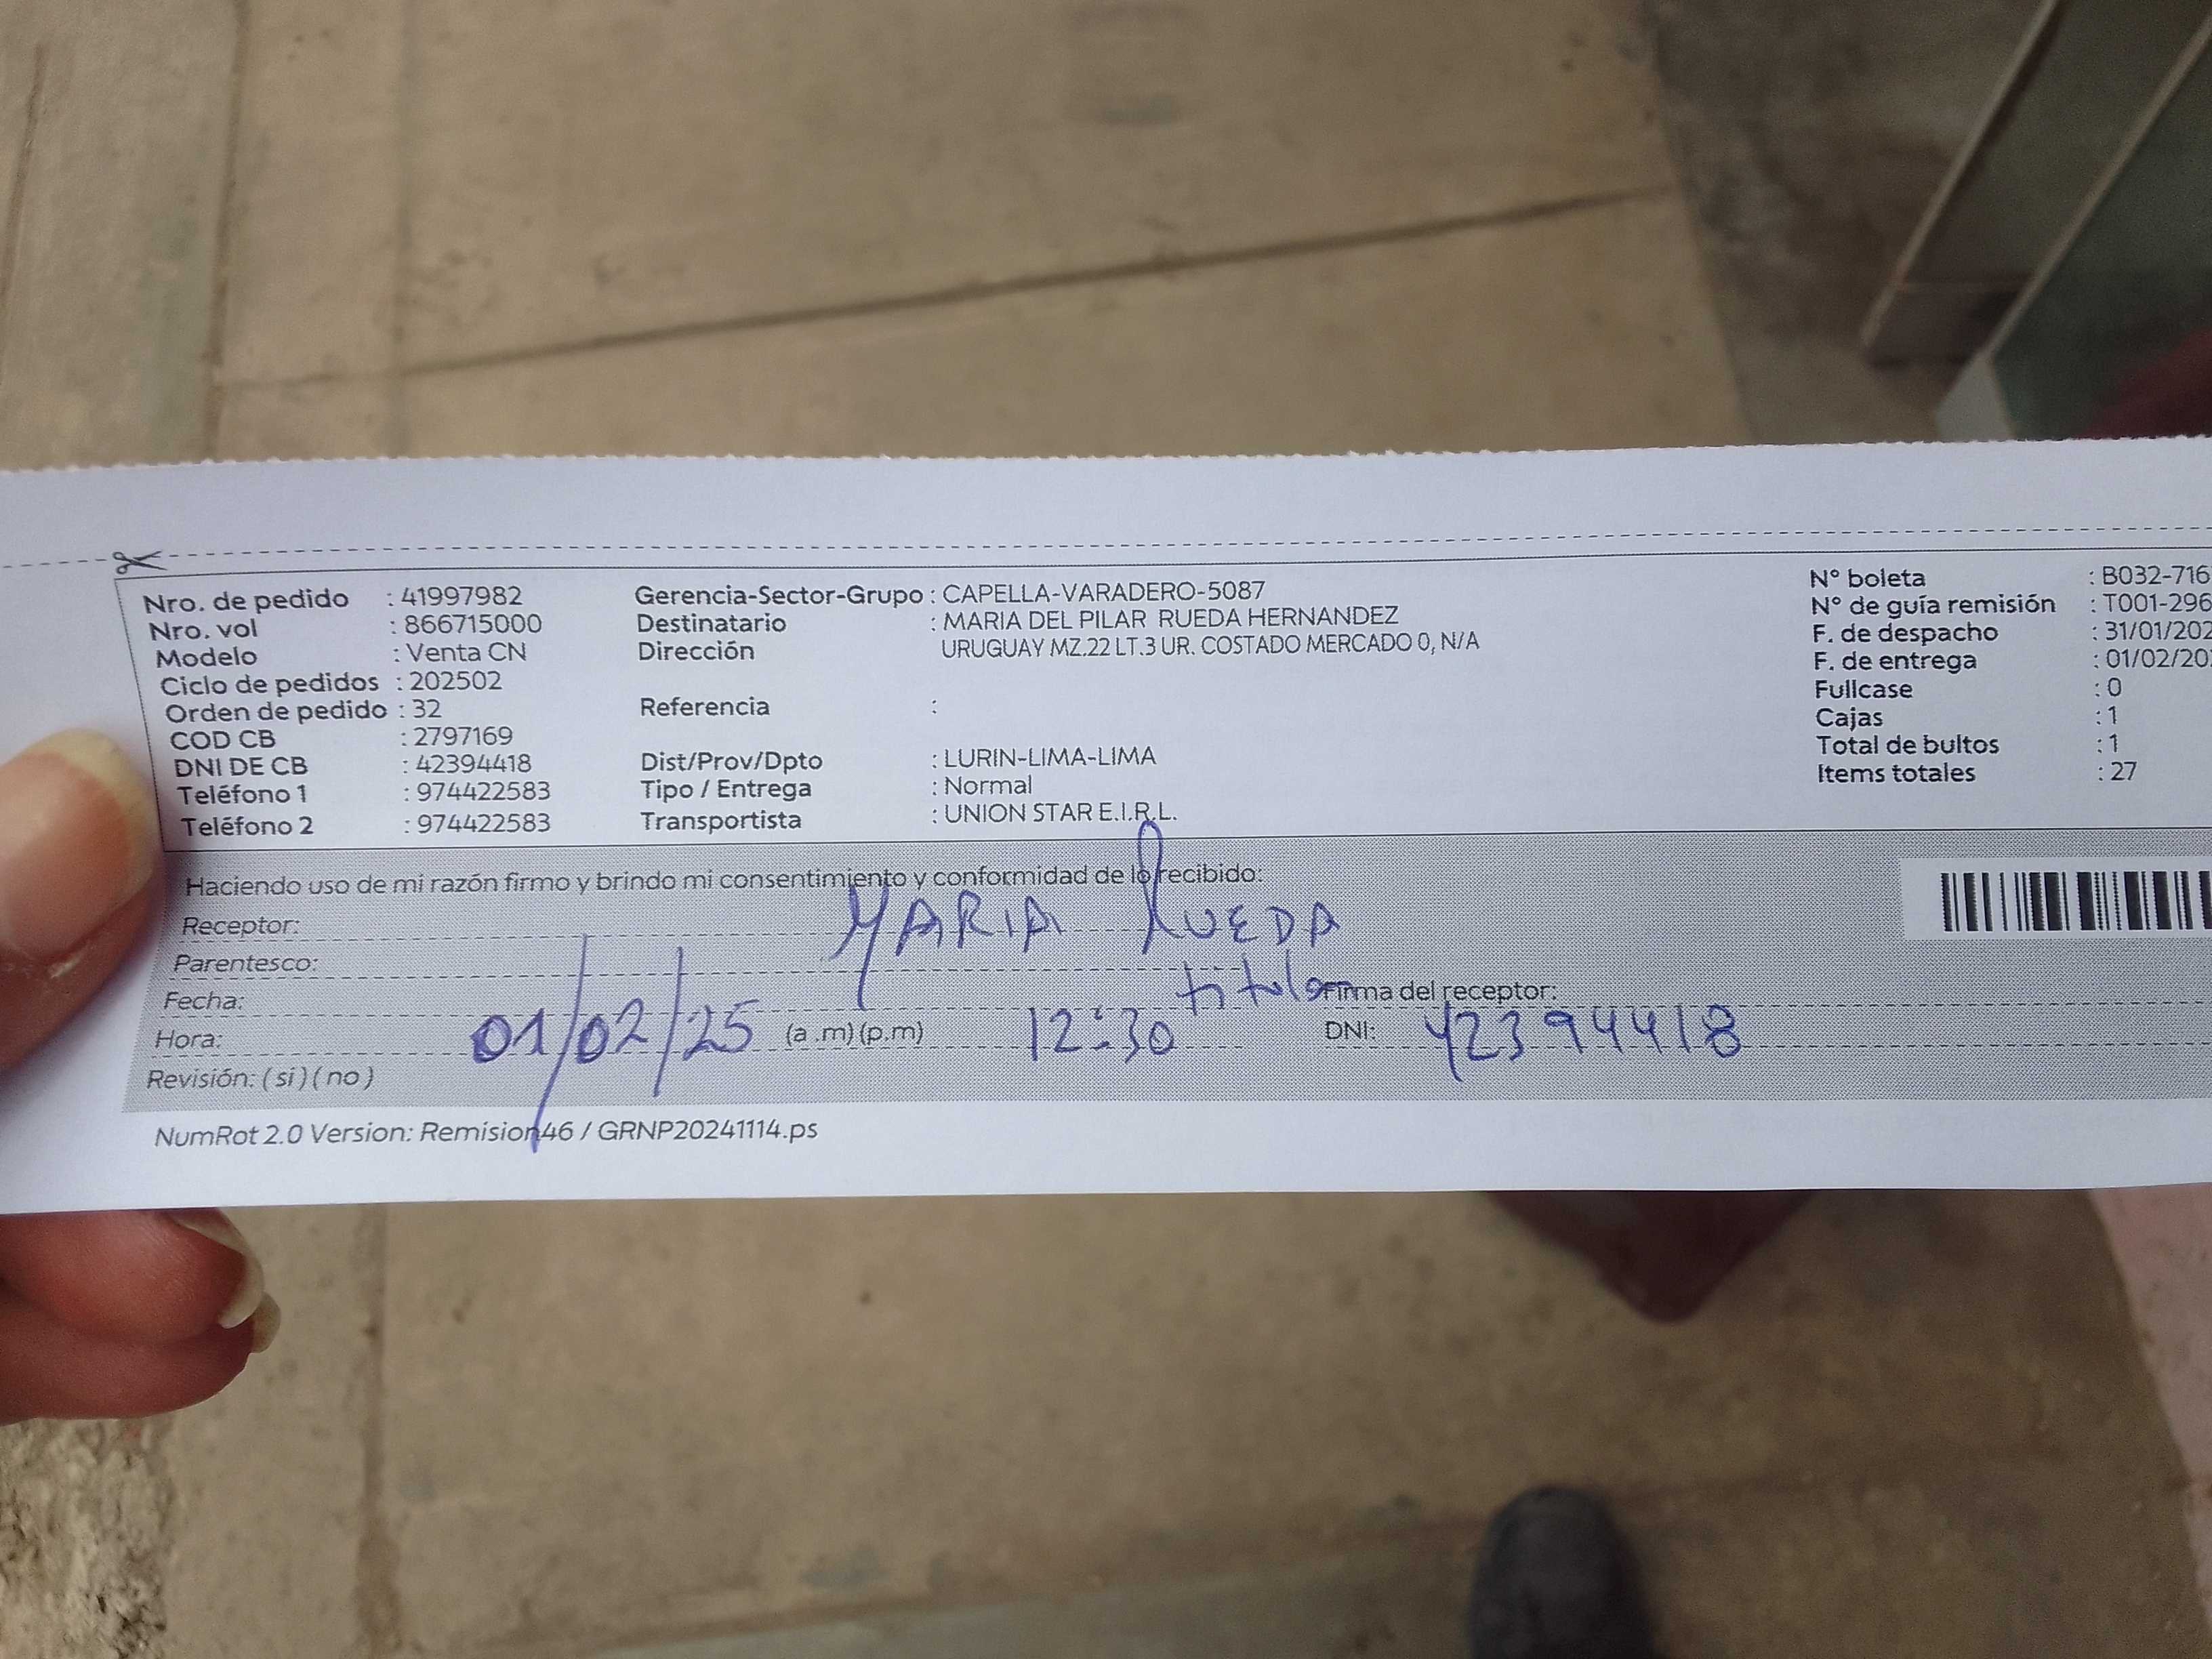 Nro. de pedido : 41997982
Nro. vol : 866715000
Modelo : Venta CN
Ciclo de pedidos : 202502
Orden de pedido : 32
COD CB : 2797169
DNI DE CB : 42394418
Teléfono 1 : 974422583
Teléfono 2 : 974422583
Gerencia-Sector-Grupo : CAPELLA-VARADERO-5087
Destinatario : MARIA DEL PILAR RUEDA HERNANDEZ
Dirección URUGUAY MZ.22 LT.3 UR. COSTADO MERCADO 0, N/A
Referencia :
Dist/Prov/Dpto : LURIN-LIMA-LIMA
Tipo / Entrega : Normal
Transportista : UNION STAR E.I.R.L.
N° boleta : B032-716
N° de guía remisión : T001-296
F. de despacho : 31/01/202
F. de entrega : 01/02/20
Fullcase : 0
Cajas : 1
Total de bultos : 1
Items totales : 27
Haciendo uso de mi razón firmo y brindo mi consentimiento y conformidad de lo recibido:
Receptor: MARIA RUEDA
Parentesco: titular
Fecha: Firma del receptor:
Hora: 01/02/25 (a .m) (p.m) 12:30 DNI: 42394418
Revisión: ( si ) ( no )
NumRot 2.0 Version: Remision46 / GRNP20241114.ps